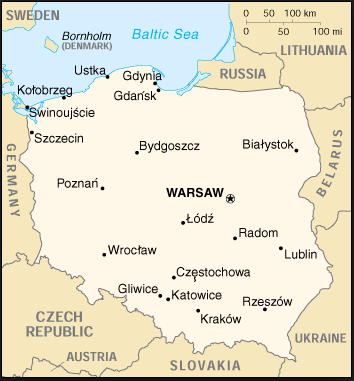 SWEDEN
0 50 100 km
0 50 100 mi
Bornholm
(DENMARK)
Baltic Sea
LITHUANIA
RUSSIA
Ustka
Gdynia
Gdańsk
Kołobrzeg
Świnoujście
Szczecin
Bydgoszcz
Białystok
GERMANY
BELARUS
Poznań
WARSAW
Łódź
Radom
Wrocław
Lublin
Częstochowa
Gliwice
Katowice
Rzeszów
Kraków
CZECH
REPUBLIC
UKRAINE
AUSTRIA
SLOVAKIA